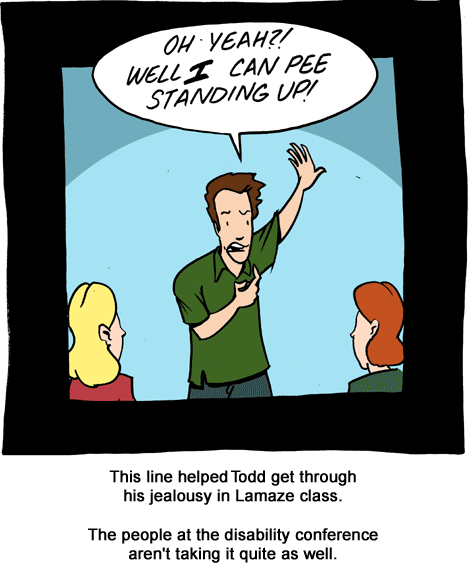 OH YEAH?!
WELL I CAN PEE
STANDING UP!
This line helped Todd get through
his jealousy in Lamaze class.
The people at the disability conference
aren't taking it quite as well.